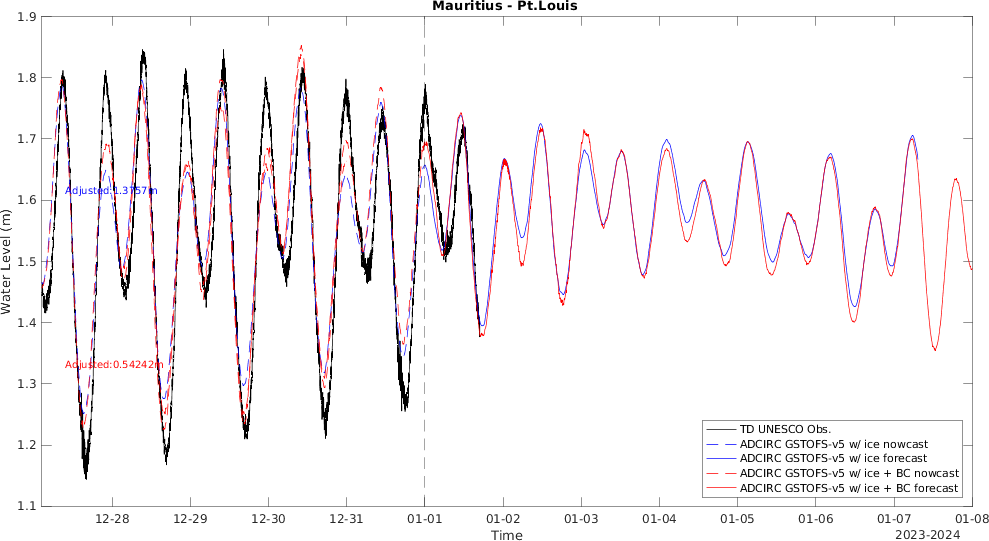 Mauritius - Pt.Louis
1.9
1.8
1.7
1.6
1.5
1.4
1.3
1.2
1.1
Water Level (m)
Adjusted:1.3757m
Adjusted:0.54242m
TD UNESCO Obs.
ADCIRC GSTOFS-v5 w/ ice nowcast
ADCIRC GSTOFS-v5 w/ ice forecast
ADCIRC GSTOFS-v5 w/ ice + BC nowcast
ADCIRC GSTOFS-v5 w/ ice + BC forecast
12-28 12-29 12-30 12-31 01-01 01-02 01-03 01-04 01-05 01-06 01-07 01-08
Time
2023-2024